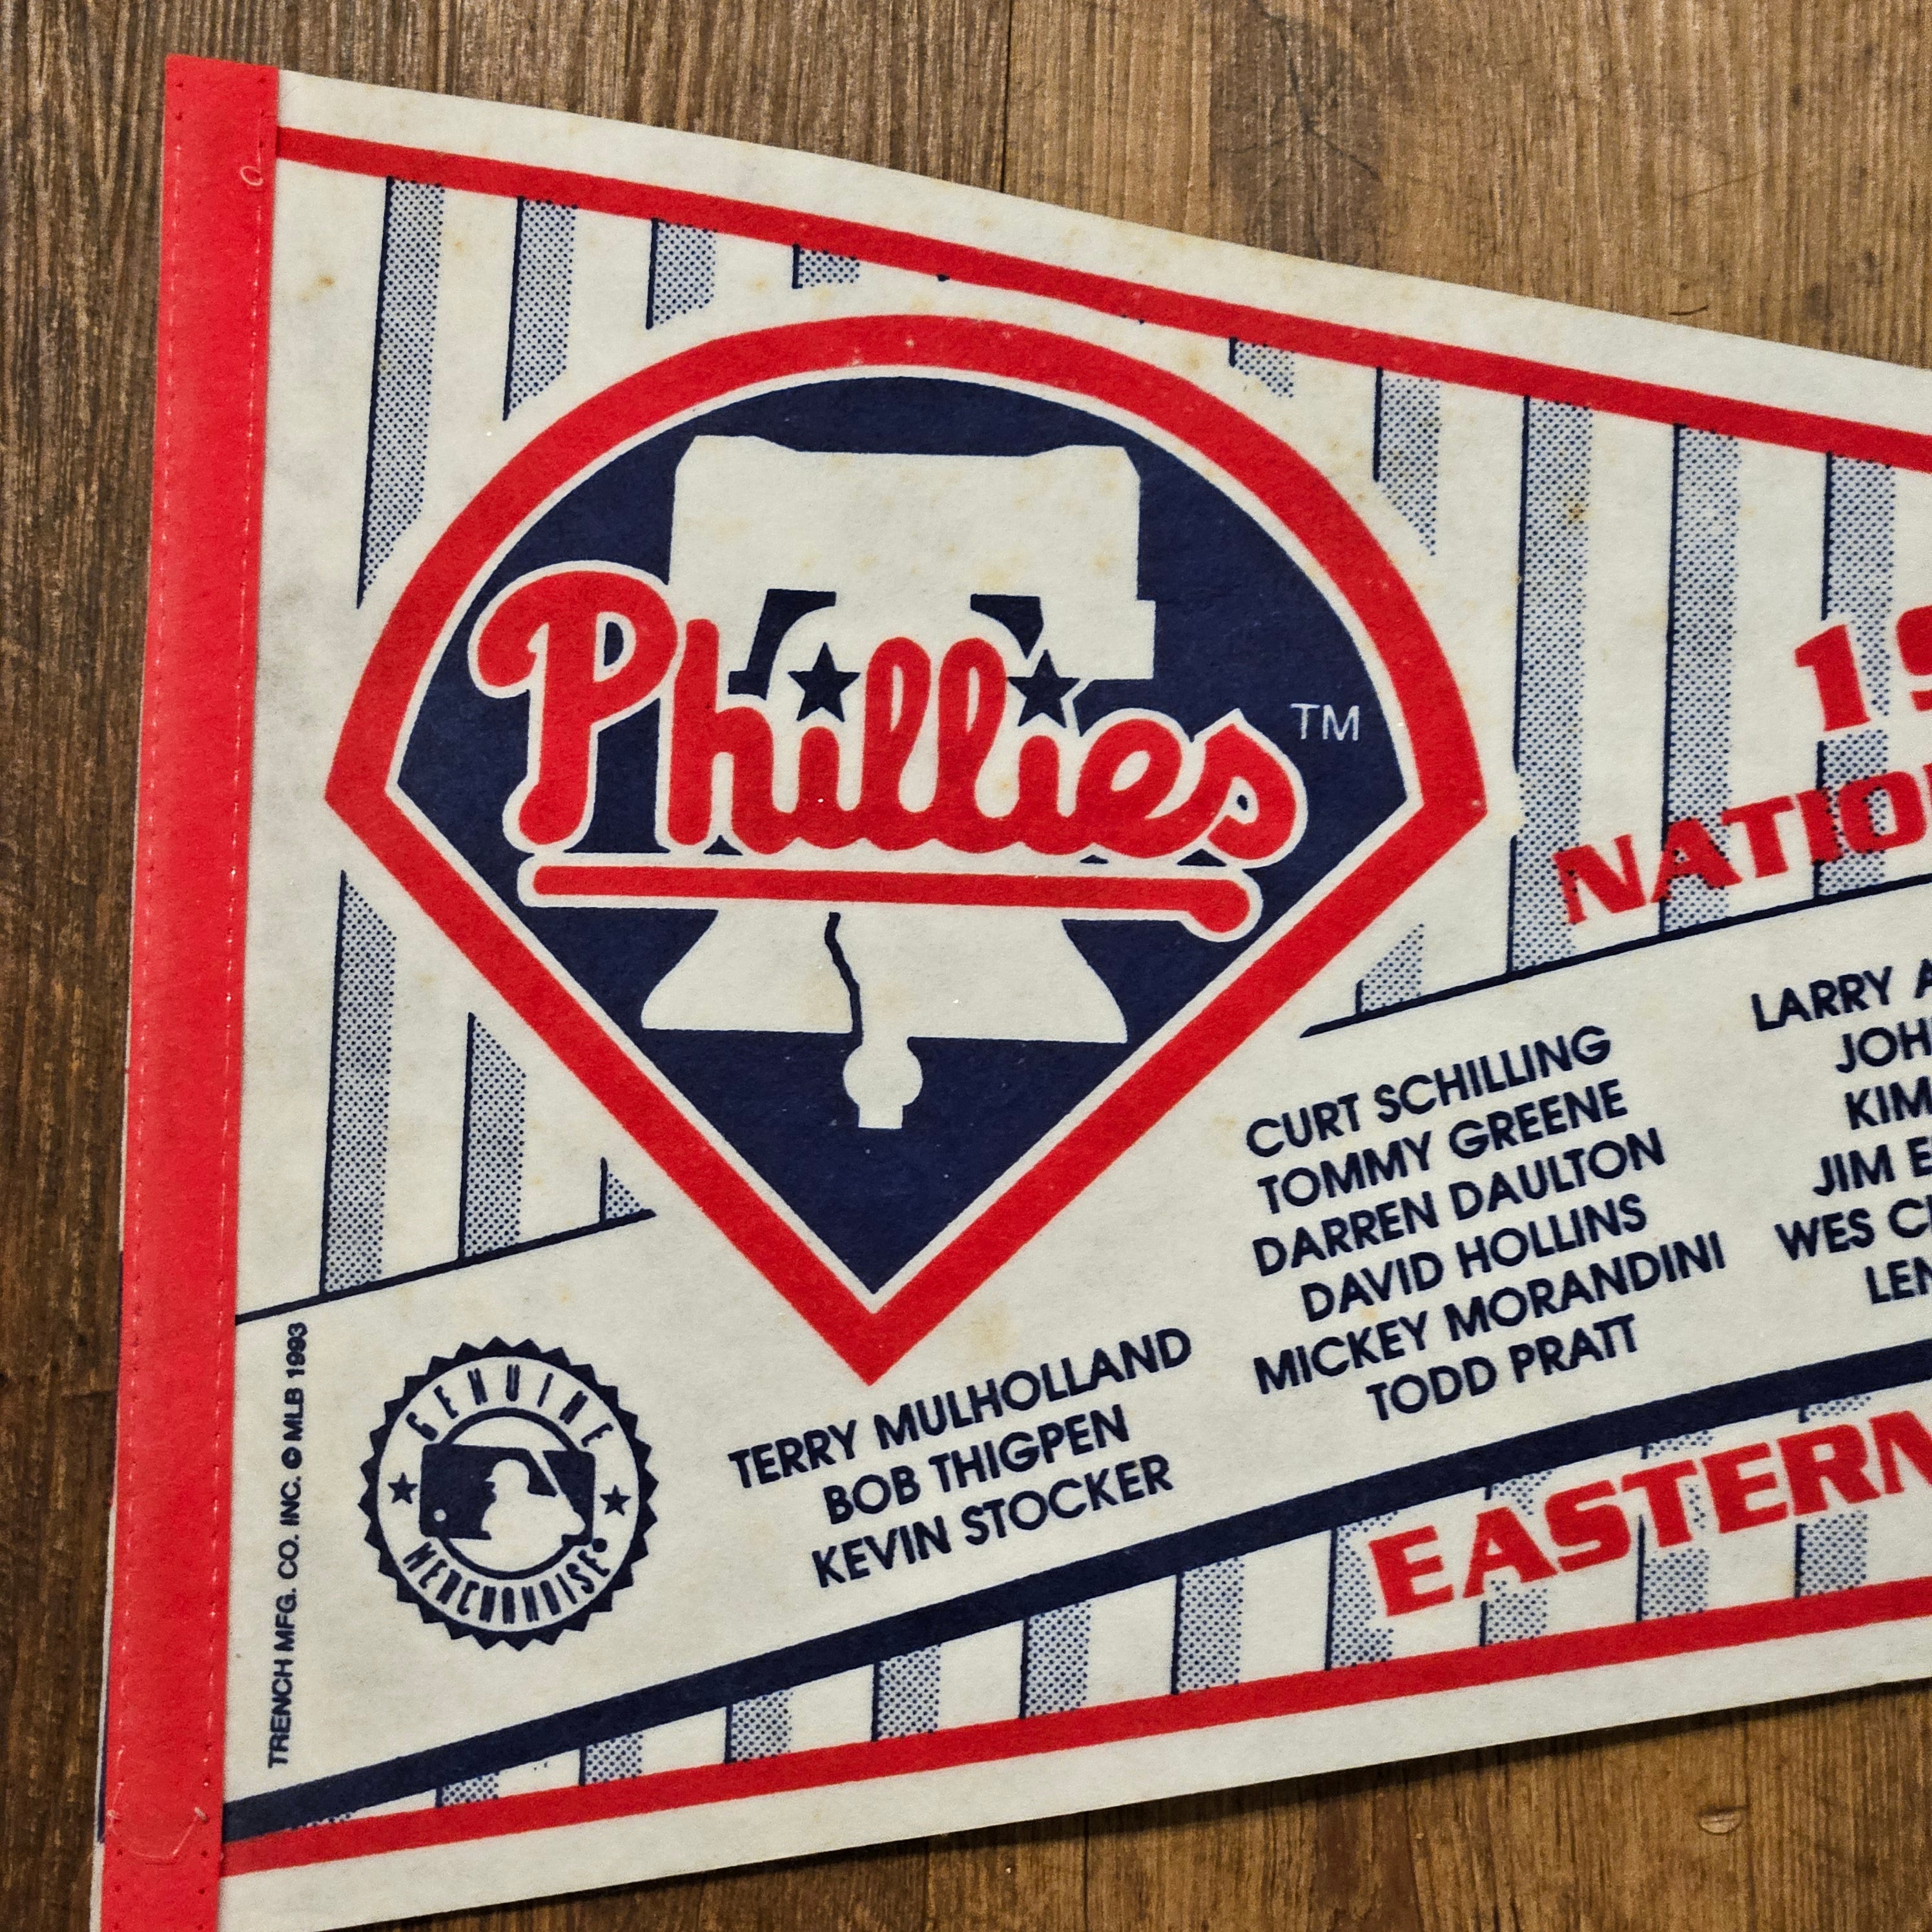 Phillies TM
19
NATIO
CURT SCHILLING
TOMMY GREENE
DARREN DAULTON
DAVID HOLLINS
MICKEY MORANDINI
TODD PRATT
LARRY A
JOH
KIM
JIM E
WES C
LEN
TERRY MULHOLLAND
BOB THIGPEN
KEVIN STOCKER
EASTERN
GENUINE
MERCHANDISE
TRENCH MFG. CO. INC. © MLB 1993